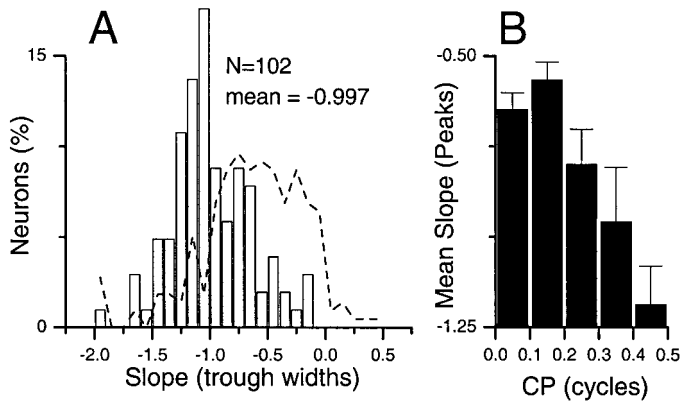 A
15
N=102
mean = -0.997
Neurons (%)
0
-2.0 -1.5 -1.0 -0.5 0.0 0.5
Slope (trough widths)
B
-0.50
Mean Slope (Peaks)
-1.25
0.0 0.1 0.2 0.3 0.4 0.5
CP (cycles)